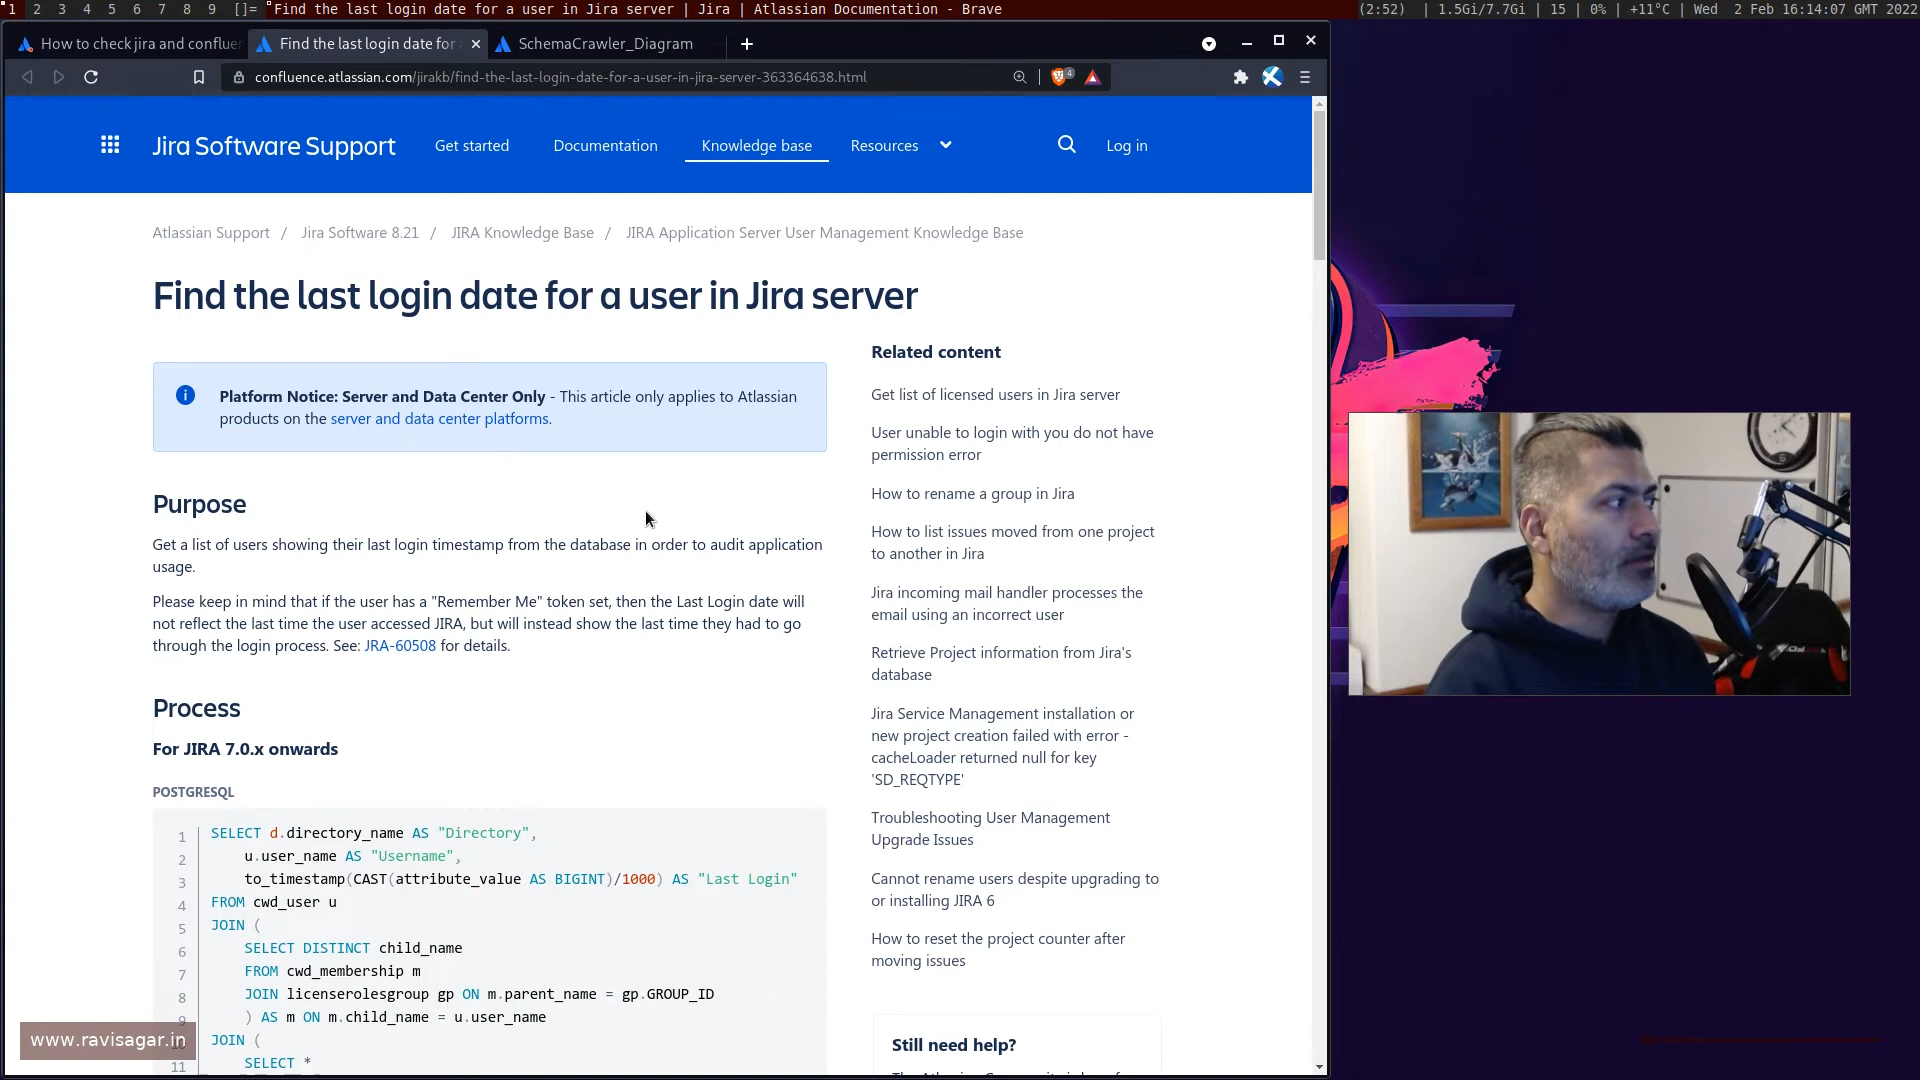 1 2 3 4 5 6 7 8 9 []= Find the last login date for a user in Jira server | Jira | Atlassian Documentation - Brave (2:52) | 1.5Gi/7.7Gi | 15 | 0% | +11°C | Wed 2 Feb 16:14:07 GMT 2022
How to check jira and conflue Find the last login date for SchemaCrawler_Diagram
confluence.atlassian.com/jirakb/find-the-last-login-date-for-a-user-in-jira-server-363364638.html 4
Jira Software Support Get started Documentation Knowledge base Resources Log in
Atlassian Support / Jira Software 8.21 / JIRA Knowledge Base / JIRA Application Server User Management Knowledge Base
Find the last login date for a user in Jira server
Platform Notice: Server and Data Center Only - This article only applies to Atlassian
products on the server and data center platforms.
Purpose
Get a list of users showing their last login timestamp from the database in order to audit application
usage.
Please keep in mind that if the user has a "Remember Me" token set, then the Last Login date will
not reflect the last time the user accessed JIRA, but will instead show the last time they had to go
through the login process. See: JRA-60508 for details.
Process
For JIRA 7.0.x onwards
POSTGRESQL
1 SELECT d.directory_name AS "Directory",
2 u.user_name AS "Username",
3 to_timestamp(CAST(attribute_value AS BIGINT)/1000) AS "Last Login"
4 FROM cwd_user u
5 JOIN (
6 SELECT DISTINCT child_name
7 FROM cwd_membership m
8 JOIN licenserolesgroup gp ON m.parent_name = gp.GROUP_ID
9 ) AS m ON m.child_name = u.user_name
JOIN (
11 SELECT *
www.ravisagar.in
Related content
Get list of licensed users in Jira server
User unable to login with you do not have
permission error
How to rename a group in Jira
How to list issues moved from one project
to another in Jira
Jira incoming mail handler processes the
email using an incorrect user
Retrieve Project information from Jira's
database
Jira Service Management installation or
new project creation failed with error -
cacheLoader returned null for key
'SD_REQTYPE'
Troubleshooting User Management
Upgrade Issues
Cannot rename users despite upgrading to
or installing JIRA 6
How to reset the project counter after
moving issues
Still need help?